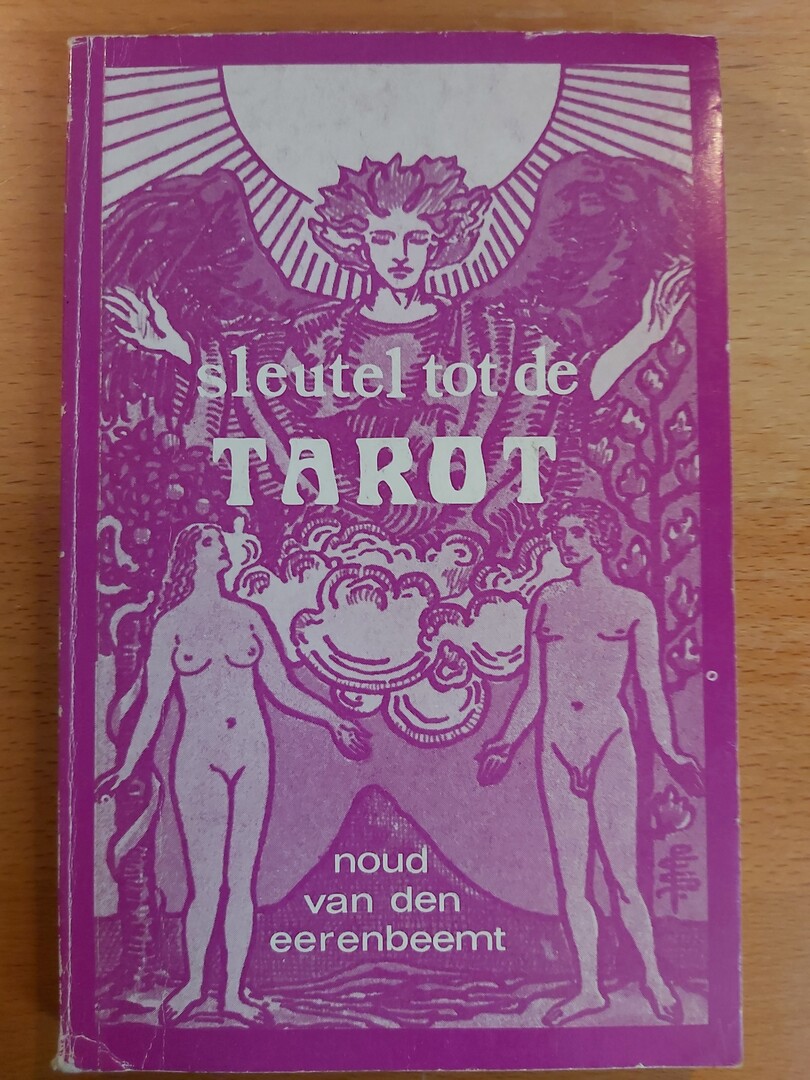 sleutel tot de
TAROT
noud
van den
eerenbeemt